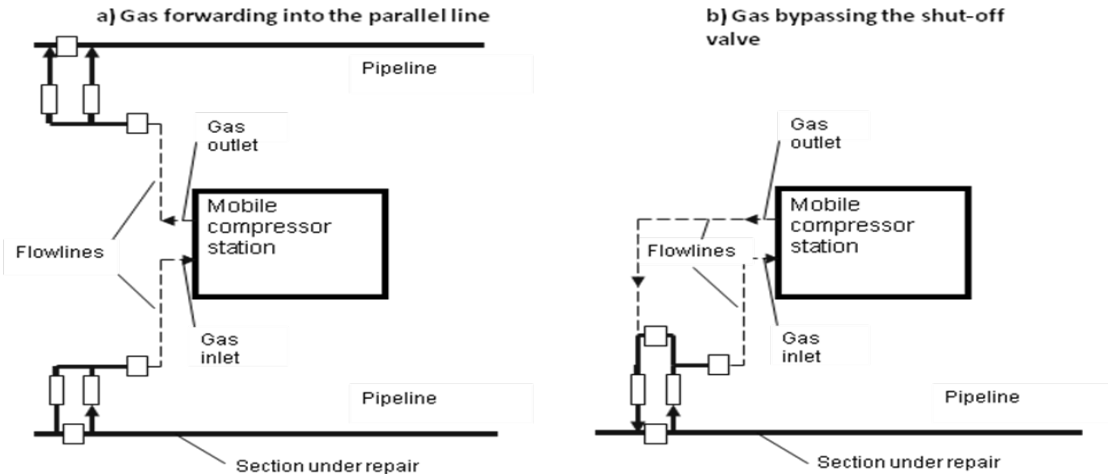 a) Gas forwarding into the parallel line
Pipeline
Gas
outlet
Mobile
compressor
station
Flowlines
Gas
inlet
Pipeline
Section under repair
b) Gas bypassing the shut-off
valve
Gas
outlet
Mobile
compressor
station
Flowlines
Gas
inlet
Pipeline
Section under repair